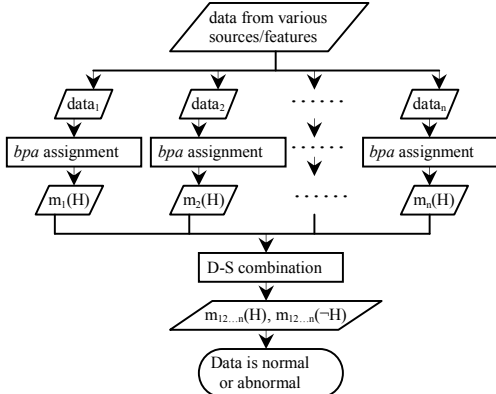 data from various
sources/features
data₁ data₂ ...... dataₙ
bpa assignment bpa assignment ...... bpa assignment
m₁(H) m₂(H) ...... mₙ(H)
D-S combination
m₁₂...ₙ(H), m₁₂...ₙ(¬H)
Data is normal
or abnormal